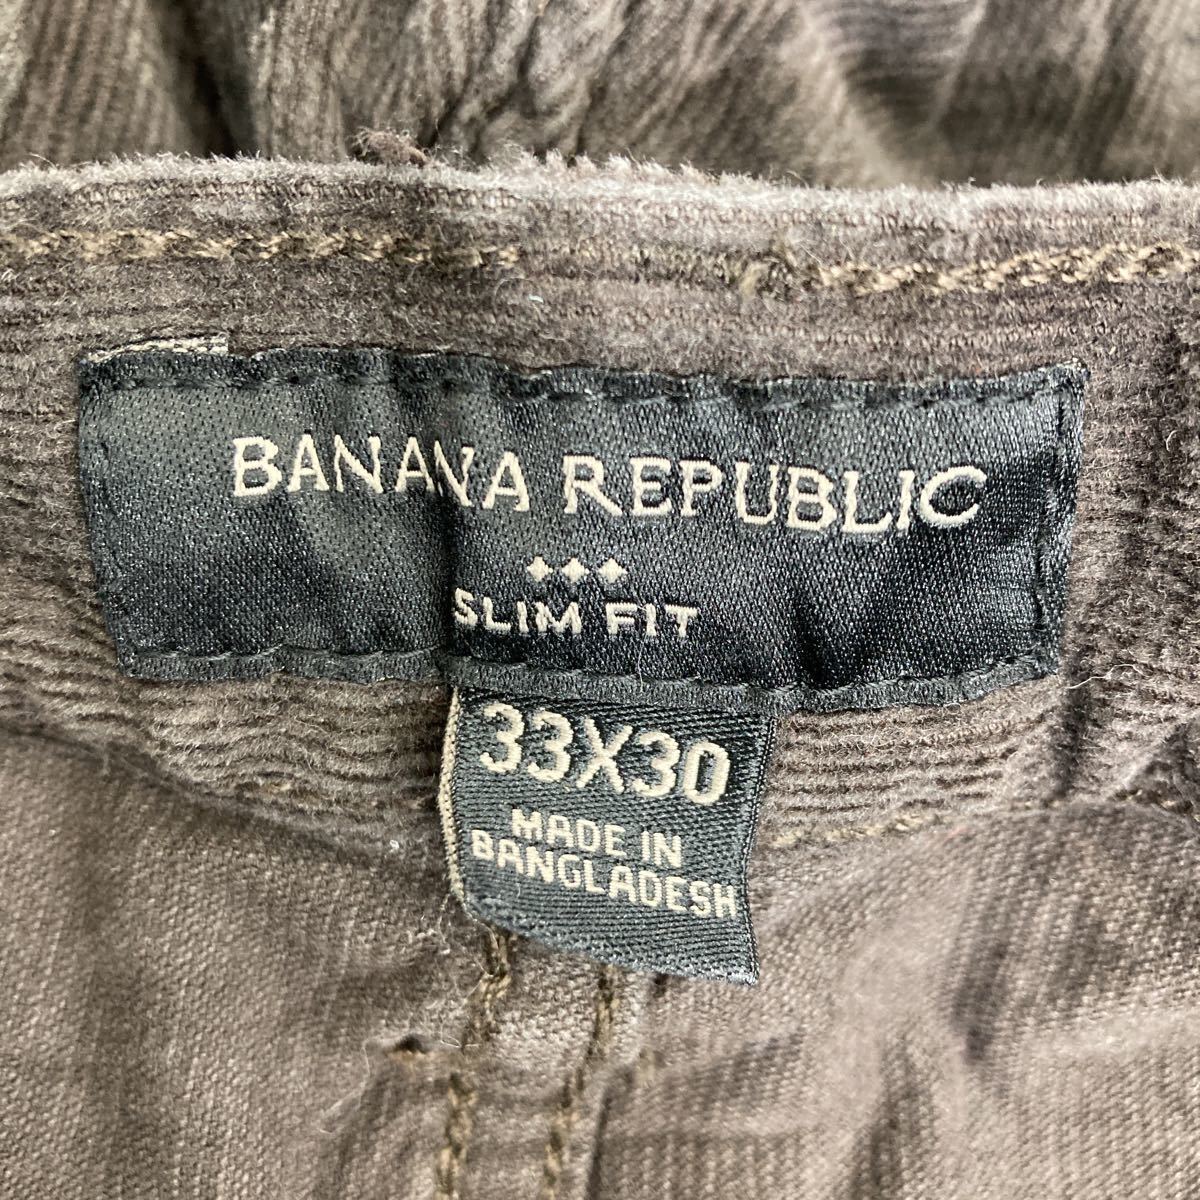 BANANA REPUBLIC
SLIM FIT
33X30
MADE IN
BANGLADESH